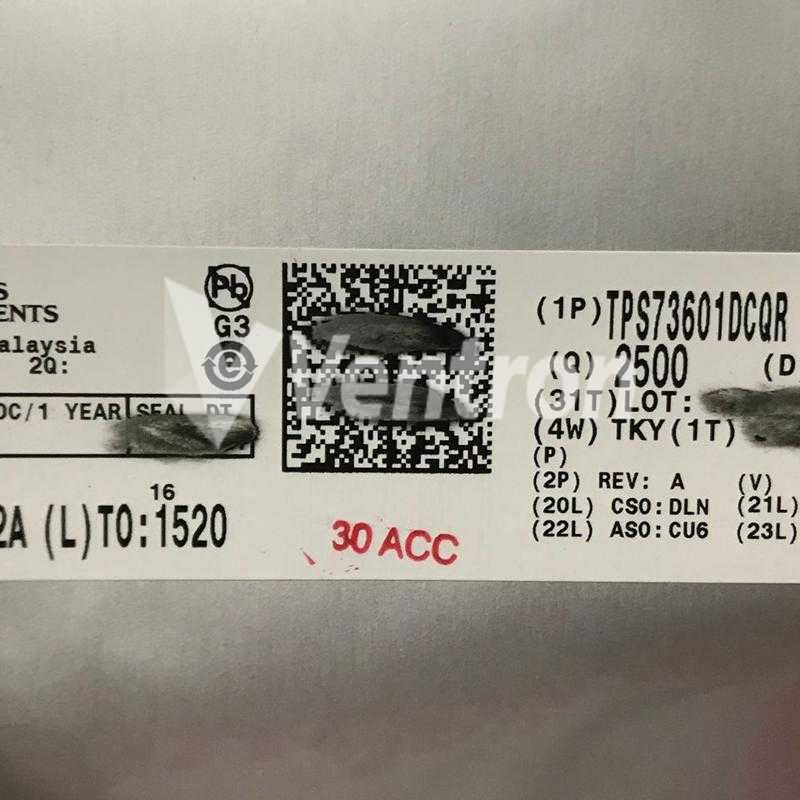 S
ENTS
alaysia
2Q:
DC/1 YEAR SEAL DT
16
2A (L)TO:1520
Pb
G3
e
30 ACC
(1P)TPS73601DCQR
(Q) 2500 (D
(31T)LOT:
(4W) TKY(1T)
(P)
(2P) REV: A (V)
(20L) CSO:DLN (21L)
(22L) ASO:CU6 (23L)
Ventron